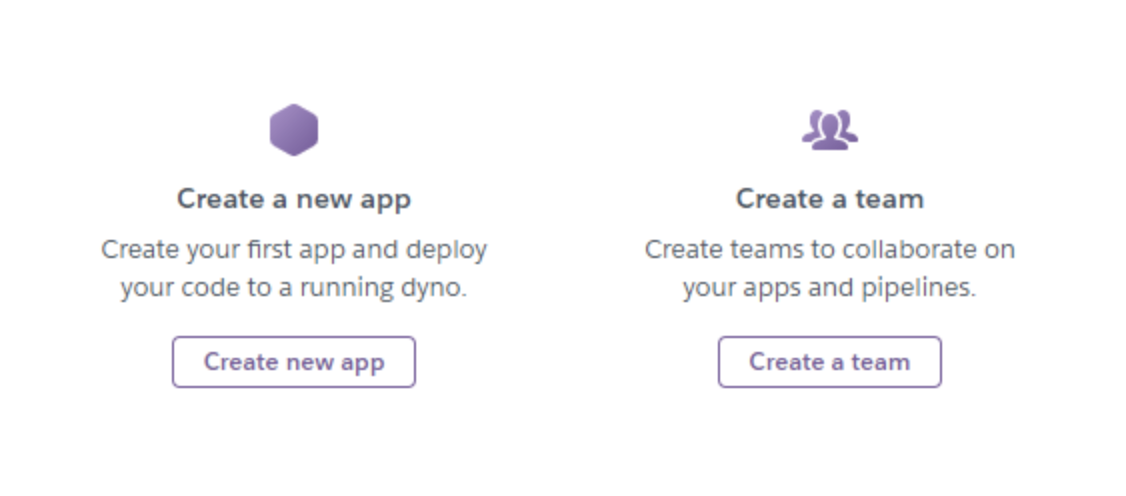 Create a new app
Create your first app and deploy
your code to a running dyno.
Create new app
Create a team
Create teams to collaborate on
your apps and pipelines.
Create a team